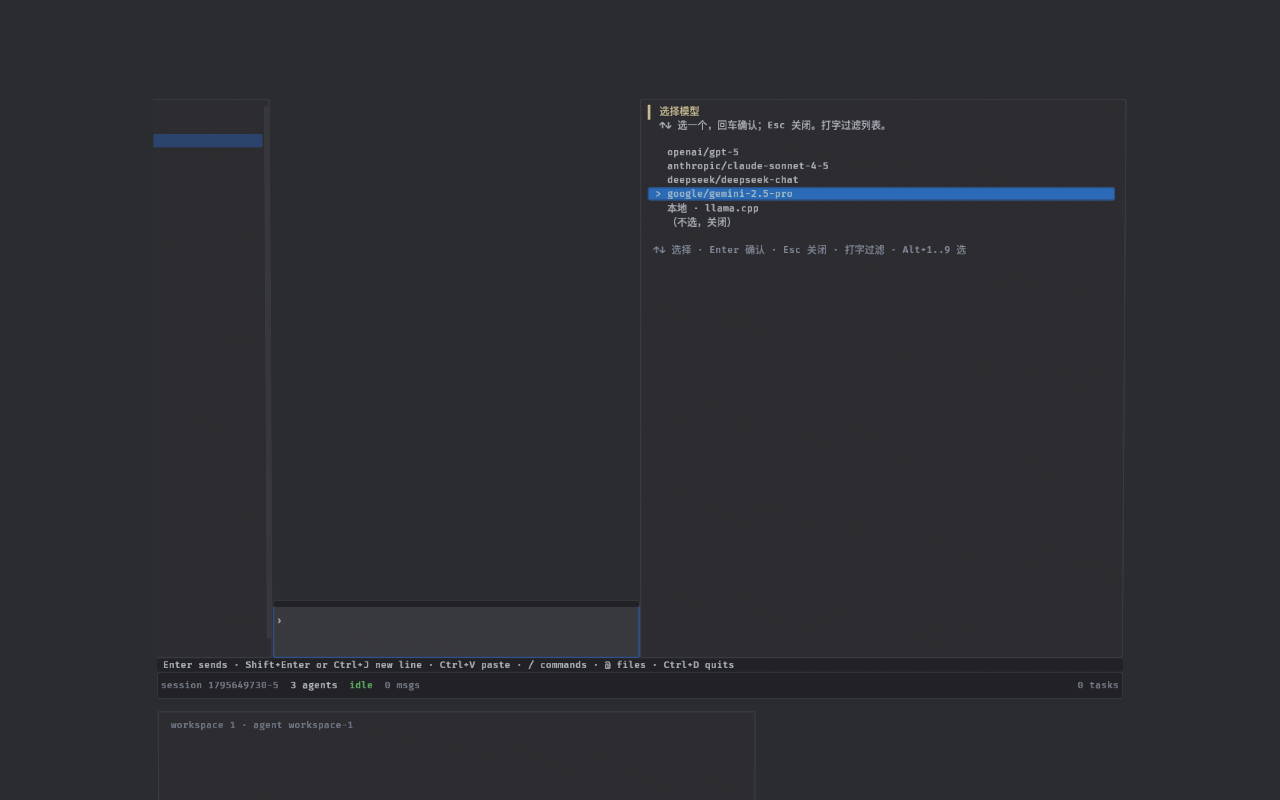 选择模型
↑↓ 选一个，回车确认；Esc 关闭。打字过滤列表。
openai/gpt-5
anthropic/claude-sonnet-4-5
deepseek/deepseek-chat
> google/gemini-2.5-pro
本地 · llama.cpp
（不选，关闭）
↑↓ 选择 · Enter 确认 · Esc 关闭 · 打字过滤 · Alt+1..9 选
›
Enter sends · Shift+Enter or Ctrl+J new line · Ctrl+V paste · / commands · @ files · Ctrl+D quits
session 1795649730-5 3 agents idle 0 msgs
0 tasks
workspace 1 · agent workspace-1